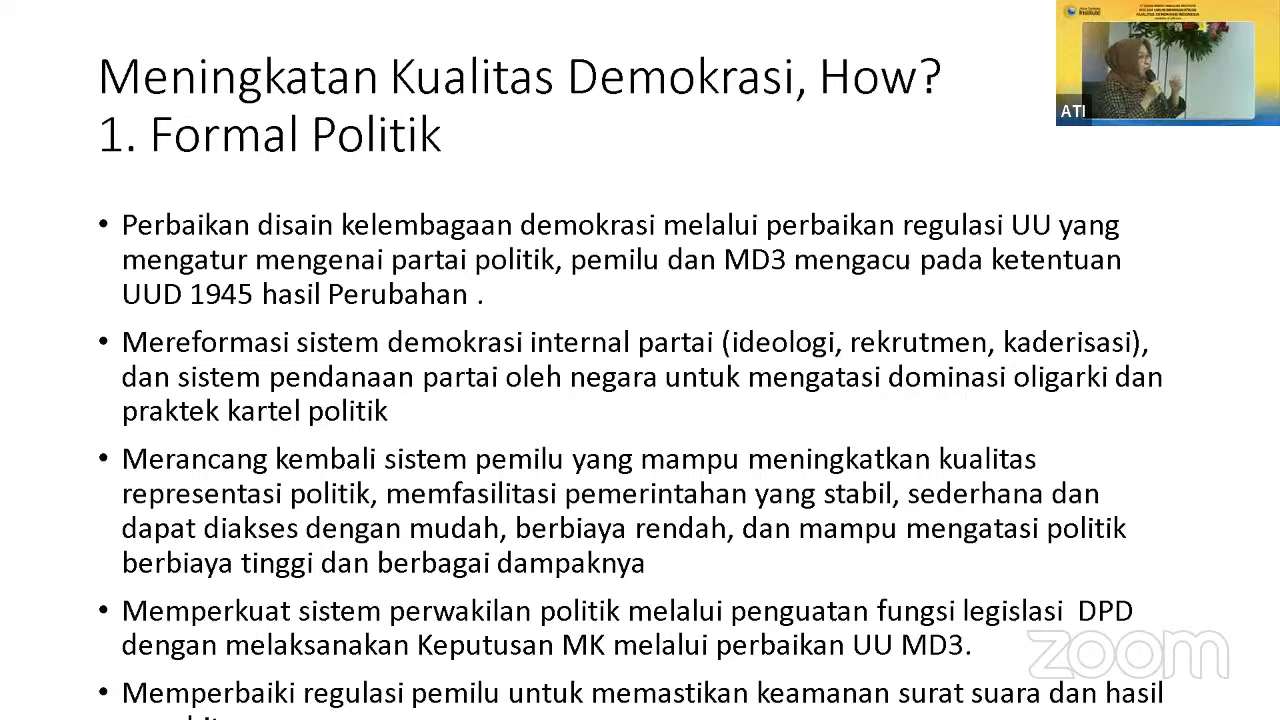 Meningkatan Kualitas Demokrasi, How?
1. Formal Politik
Institute
KUALITAS DEMOKRASI INDONESIA
ATI
• Perbaikan disain kelembagaan demokrasi melalui perbaikan regulasi UU yang
mengatur mengenai partai politik, pemilu dan MD3 mengacu pada ketentuan
UUD 1945 hasil Perubahan .
• Mereformasi sistem demokrasi internal partai (ideologi, rekrutmen, kaderisasi),
dan sistem pendanaan partai oleh negara untuk mengatasi dominasi oligarki dan
praktek kartel politik
• Merancang kembali sistem pemilu yang mampu meningkatkan kualitas
representasi politik, memfasilitasi pemerintahan yang stabil, sederhana dan
dapat diakses dengan mudah, berbiaya rendah, dan mampu mengatasi politik
berbiaya tinggi dan berbagai dampaknya
• Memperkuat sistem perwakilan politik melalui penguatan fungsi legislasi  DPD
dengan melaksanakan Keputusan MK melalui perbaikan UU MD3.
zoom
• Memperbaiki regulasi pemilu untuk memastikan keamanan surat suara dan hasil